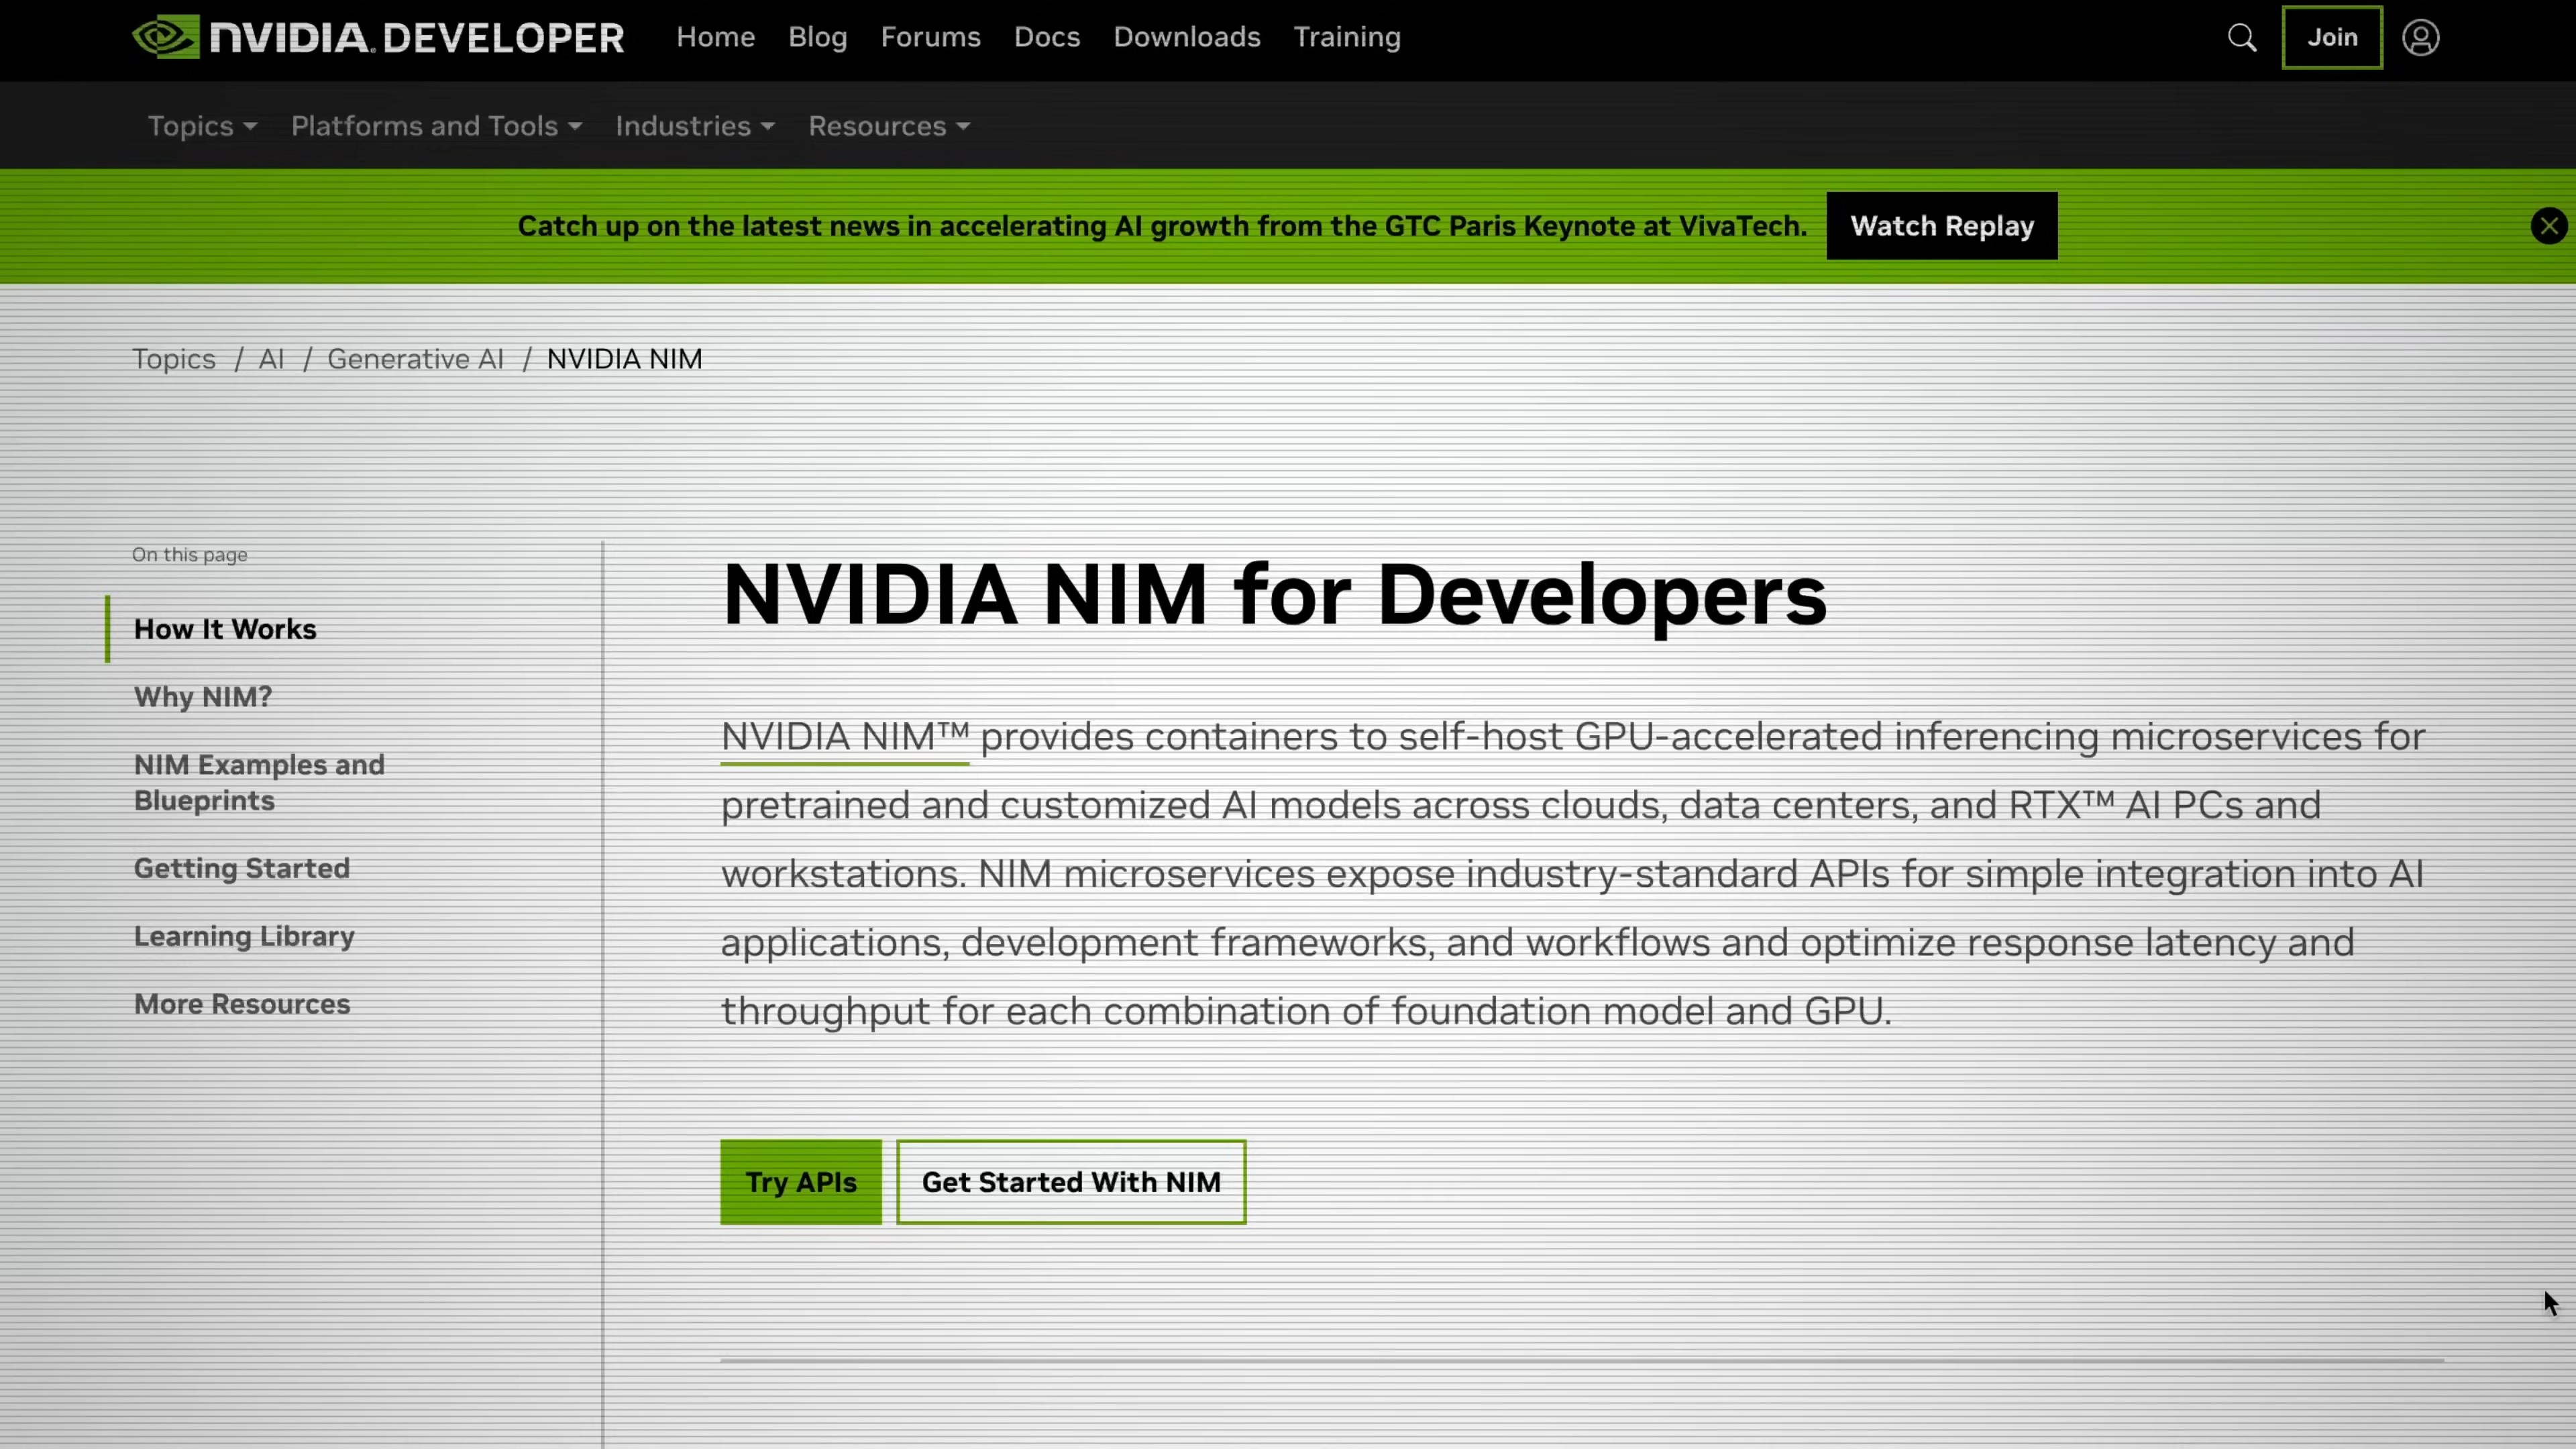 NVIDIA. DEVELOPER Home Blog Forums Docs Downloads Training Join
Topics Platforms and Tools Industries Resources
Catch up on the latest news in accelerating AI growth from the GTC Paris Keynote at VivaTech. Watch Replay
Topics / AI / Generative AI / NVIDIA NIM
On this page
How It Works
Why NIM?
NIM Examples and
Blueprints
Getting Started
Learning Library
More Resources
NVIDIA NIM for Developers
NVIDIA NIM™ provides containers to self-host GPU-accelerated inferencing microservices for
pretrained and customized AI models across clouds, data centers, and RTX™ AI PCs and
workstations. NIM microservices expose industry-standard APIs for simple integration into AI
applications, development frameworks, and workflows and optimize response latency and
throughput for each combination of foundation model and GPU.
Try APIs Get Started With NIM